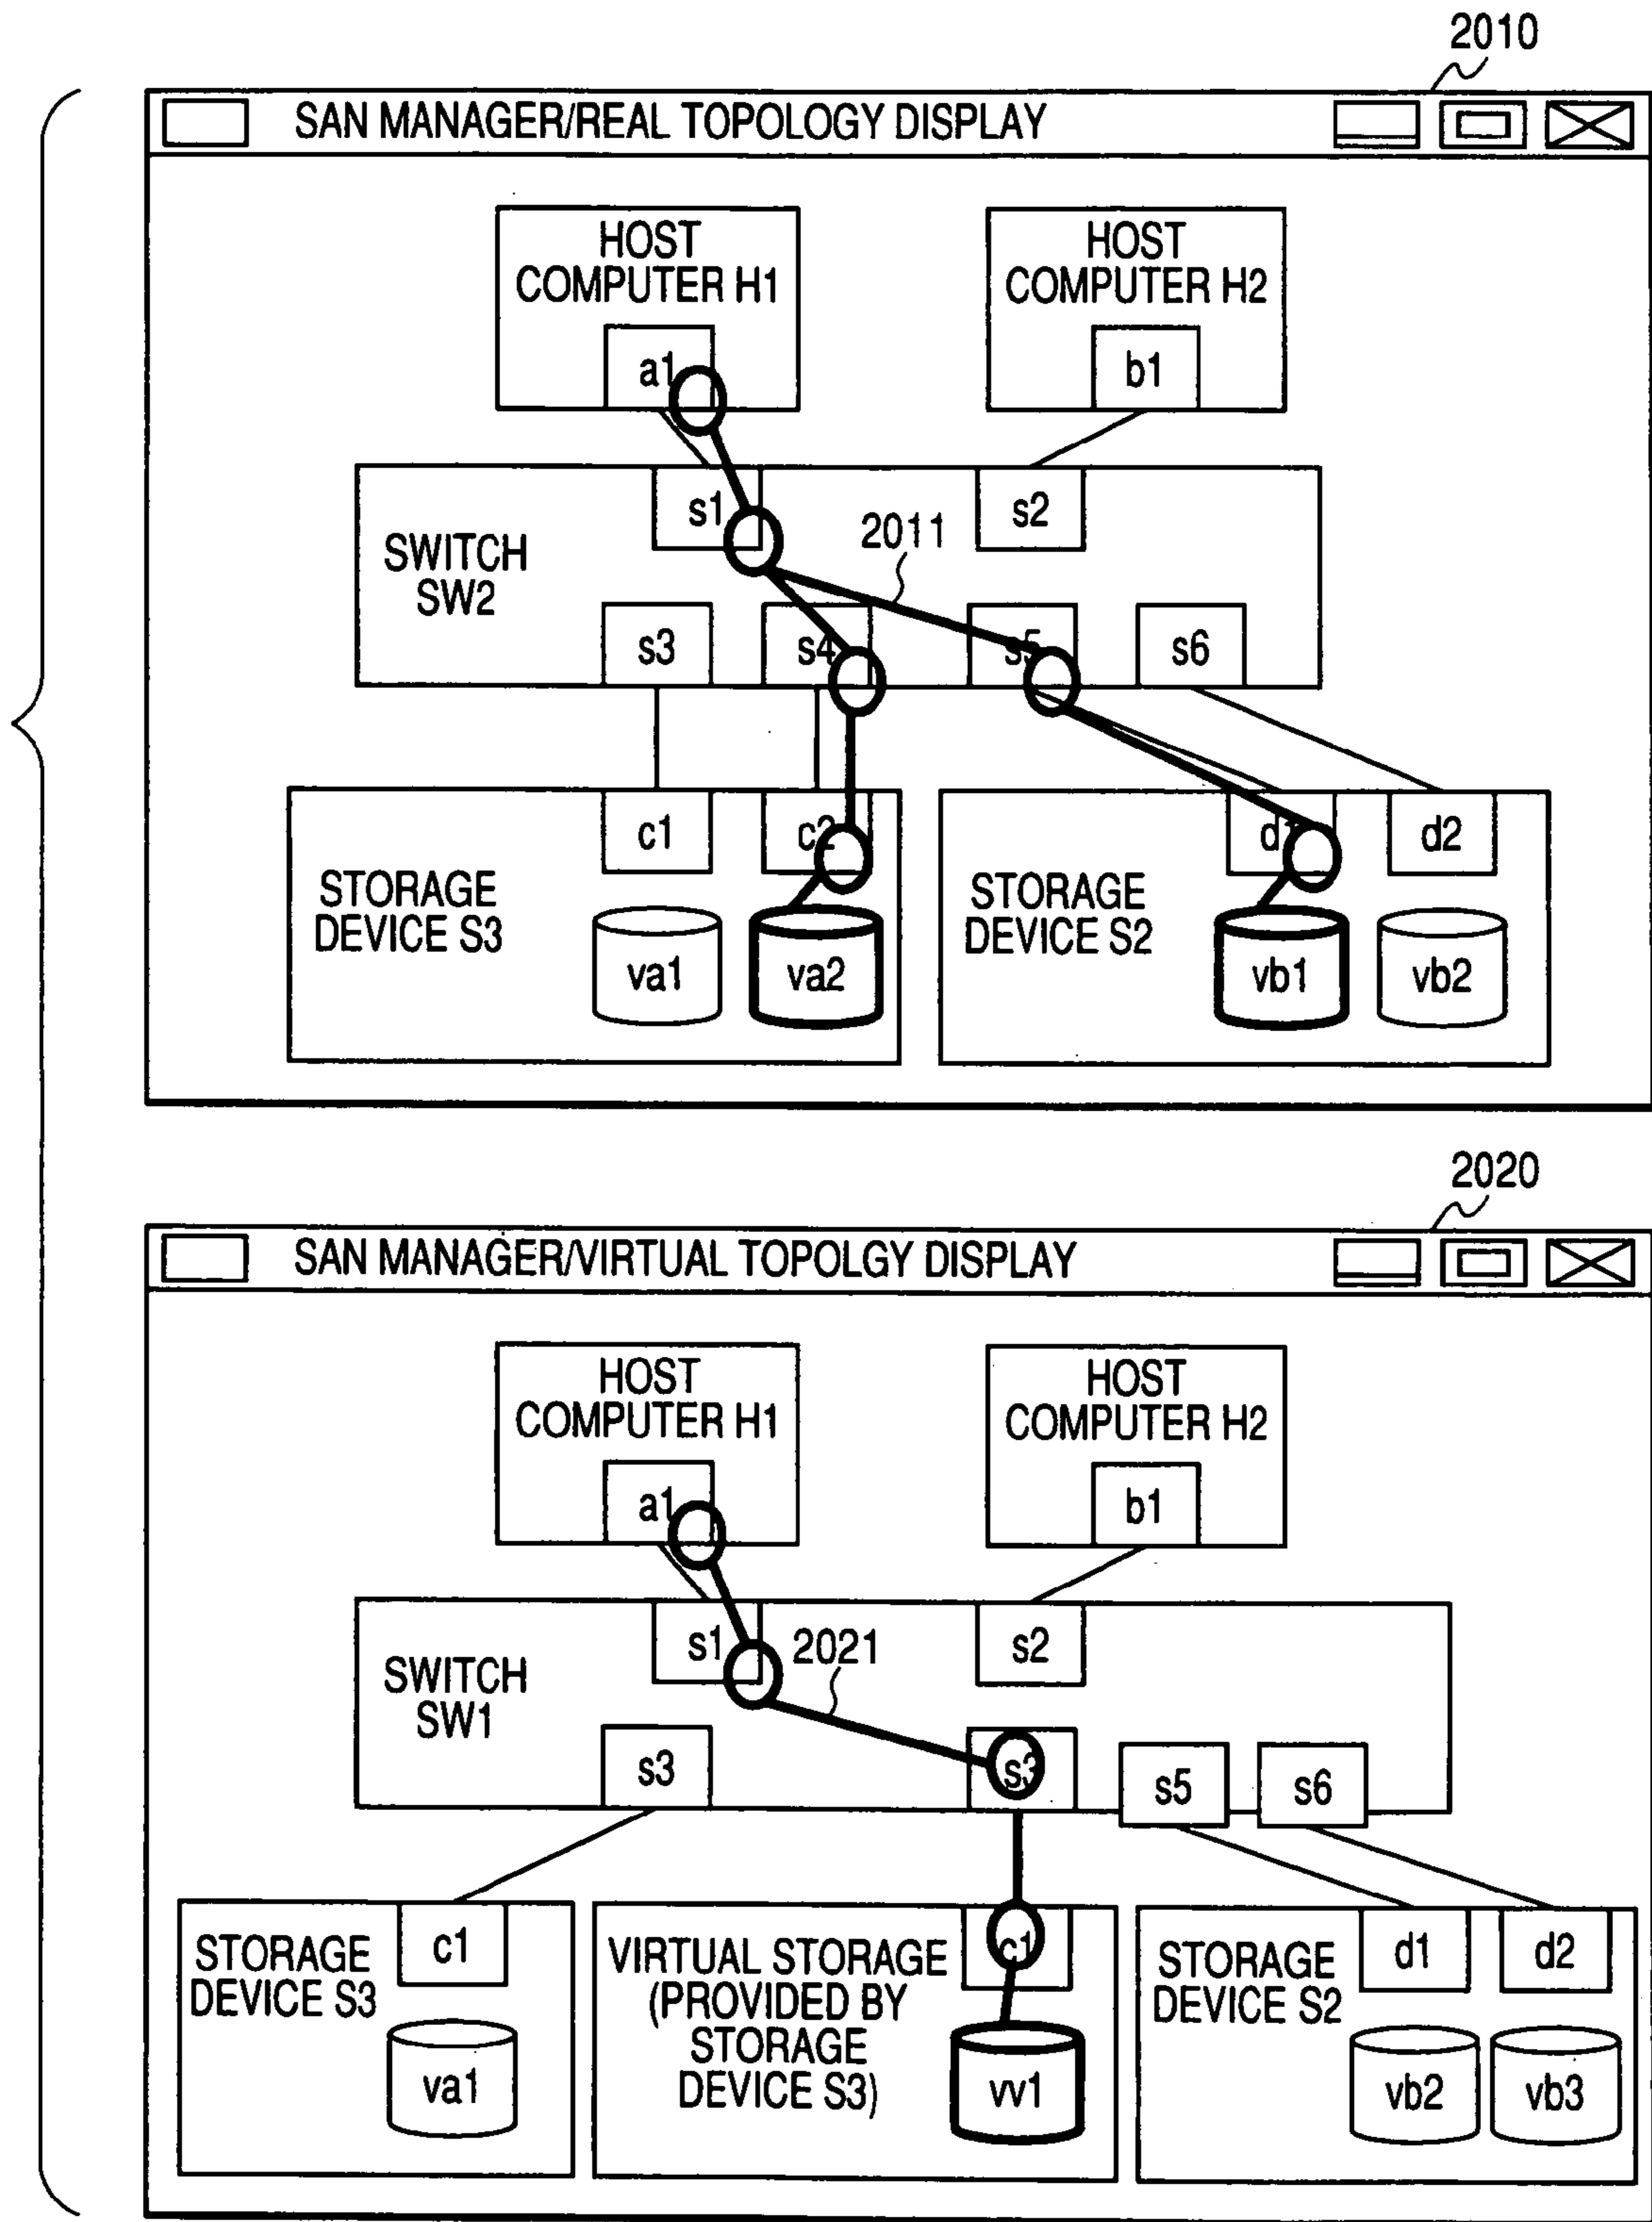 2010
SAN MANAGER/REAL TOPOLOGY DISPLAY
HOST
COMPUTER H1
a1
HOST
COMPUTER H2
b1
s1
s2
2011
SWITCH
SW2
s3
s4
s5
s6
c1
c2
d1
d2
STORAGE
DEVICE S3
va1
va2
STORAGE
DEVICE S2
vb1
vb2
2020
SAN MANAGER/VIRTUAL TOPOLGY DISPLAY
HOST
COMPUTER H1
a1
HOST
COMPUTER H2
b1
s1
2021
s2
SWITCH
SW1
s3
s3
s5
s6
STORAGE
DEVICE S3
c1
va1
VIRTUAL STORAGE
(PROVIDED BY
STORAGE
DEVICE S3)
c1
vv1
STORAGE
DEVICE S2
d1
d2
vb2
vb3